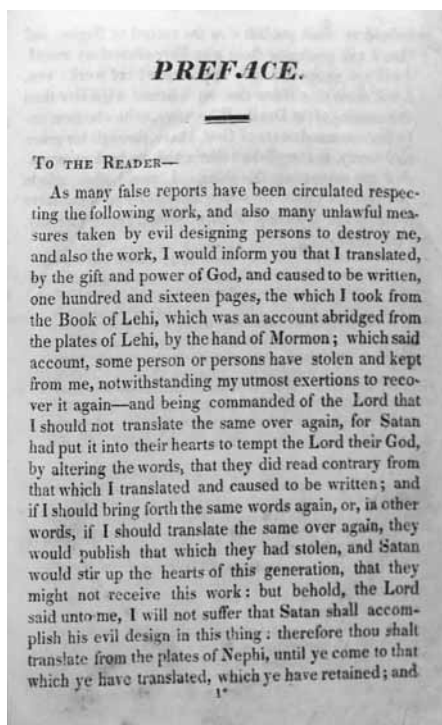 PREFACE.
TO THE READER—
As many false reports have been circulated respec-
ting the following work, and also many unlawful mea-
sures taken by evil designing persons to destroy me,
and also the work, I would inform you that I translated,
by the gift and power of God, and caused to be written,
one hundred and sixteen pages, the which I took from
the Book of Lehi, which was an account abridged from
the plates of Lehi, by the hand of Mormon; which said
account, some person or persons have stolen and kept
from me, notwithstanding my utmost exertions to reco-
ver it again—and being commanded of the Lord that
I should not translate the same over again, for Satan
had put it into their hearts to tempt the Lord their God,
by altering the words, that they did read contrary from
that which I translated and caused to be written; and
if I should bring forth the same words again, or, in other
words, if I should translate the same over again, they
would publish that which they had stolen, and Satan
would stir up the hearts of this generation, that they
might not receive this work: but behold, the Lord
said unto me, I will not suffer that Satan shall accom-
plish his evil design in this thing: therefore thou shalt
translate from the plates of Nephi, until ye come to that
which ye have translated, which ye have retained; and
1*